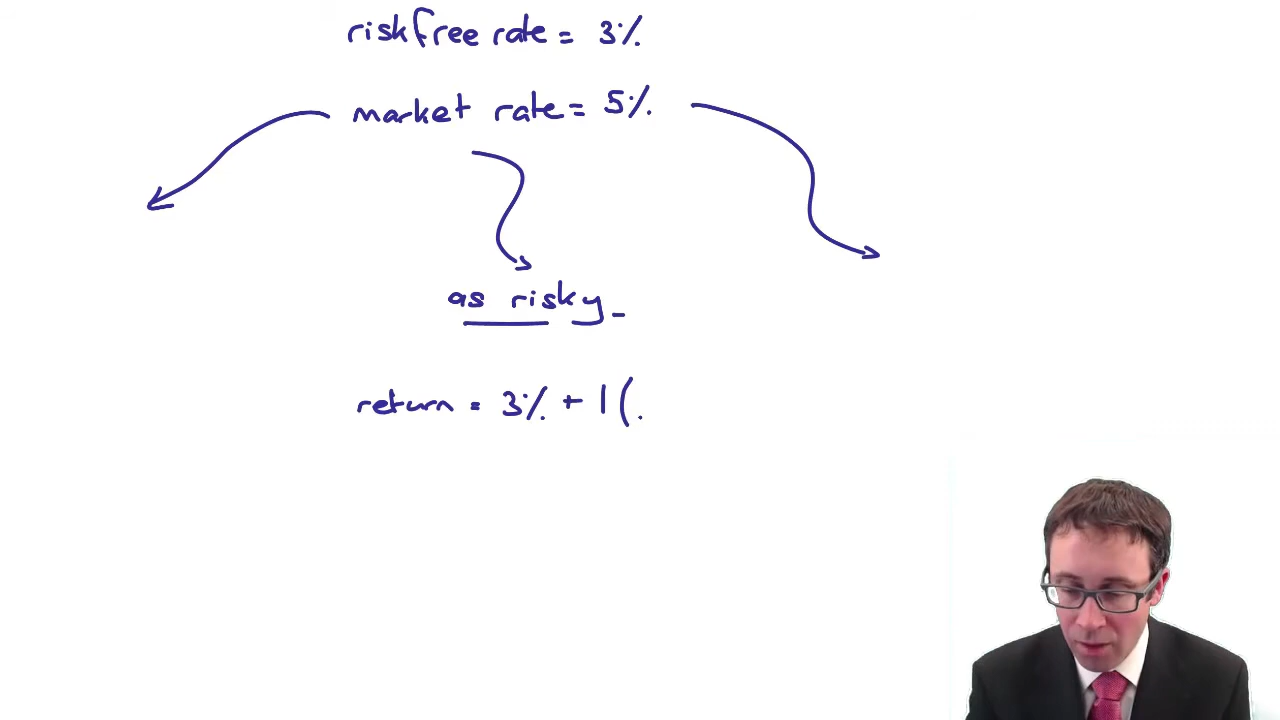 riskfree rate = 3%
market rate = 5%
as risky
return = 3% + 1(